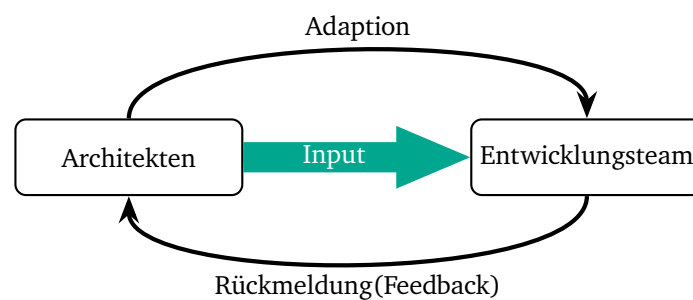 Adaption
Architekten
Input
Entwicklungsteam
Rückmeldung(Feedback)